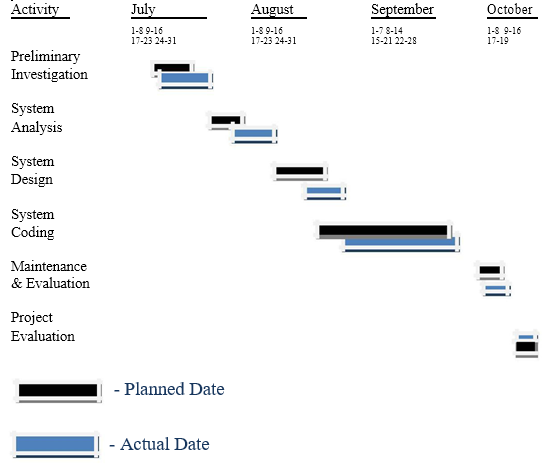 Activity July August September October
1-8 9-16 1-8 9-16 1-7 8-14 1-8 9-16
17-23 24-31 17-23 24-31 15-21 22-28 17-19
Preliminary
Investigation
System
Analysis
System
Design
System
Coding
Maintenance
& Evaluation
Project
Evaluation
- Planned Date
- Actual Date